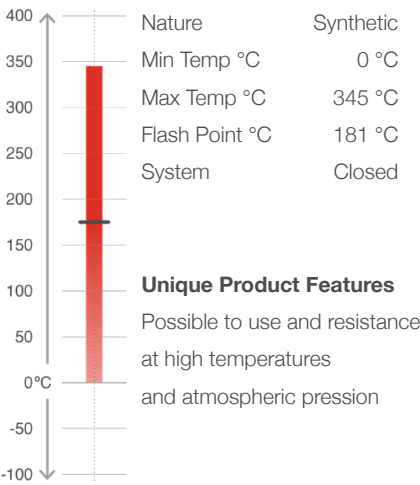 400
350
300
250
200
150
100
50
0°C
-50
-100
Nature Synthetic
Min Temp °C 0 °C
Max Temp °C 345 °C
Flash Point °C 181 °C
System Closed
Unique Product Features
Possible to use and resistance
at high temperatures
and atmospheric pression